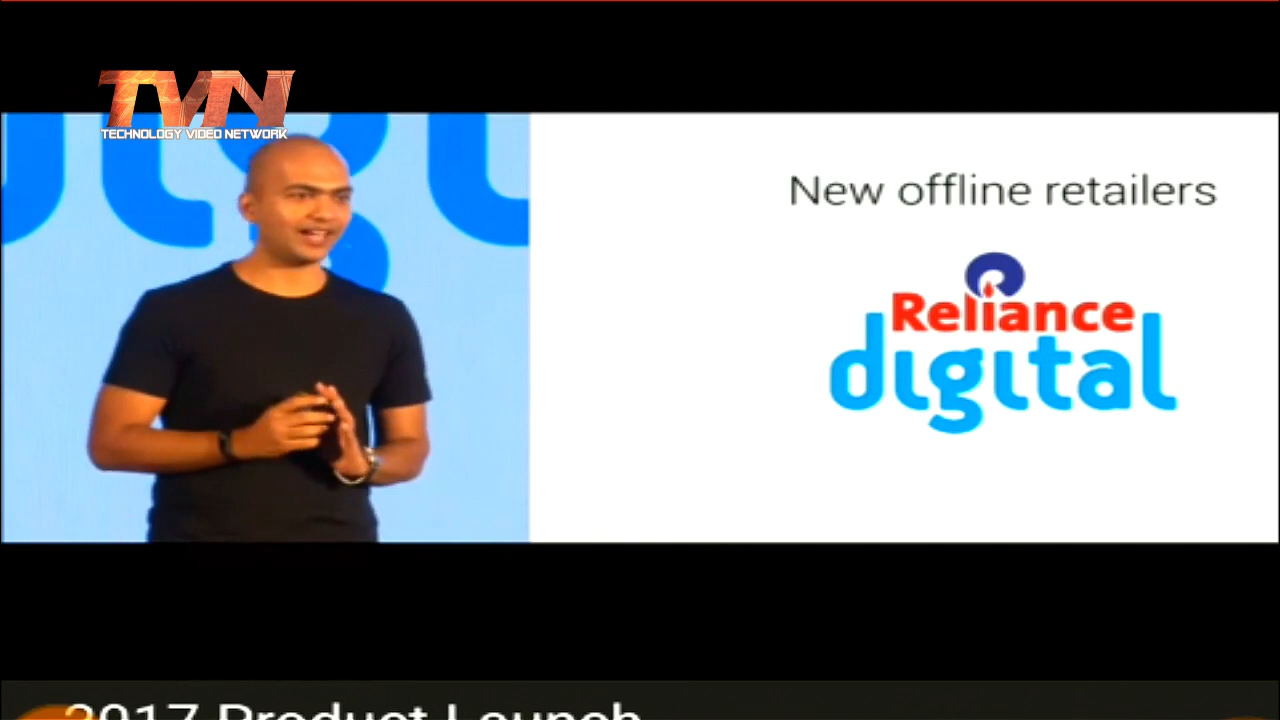 TVN
TECHNOLOGY VIDEO NETWORK
New offline retailers
Reliance
digital
2017 Product Launch